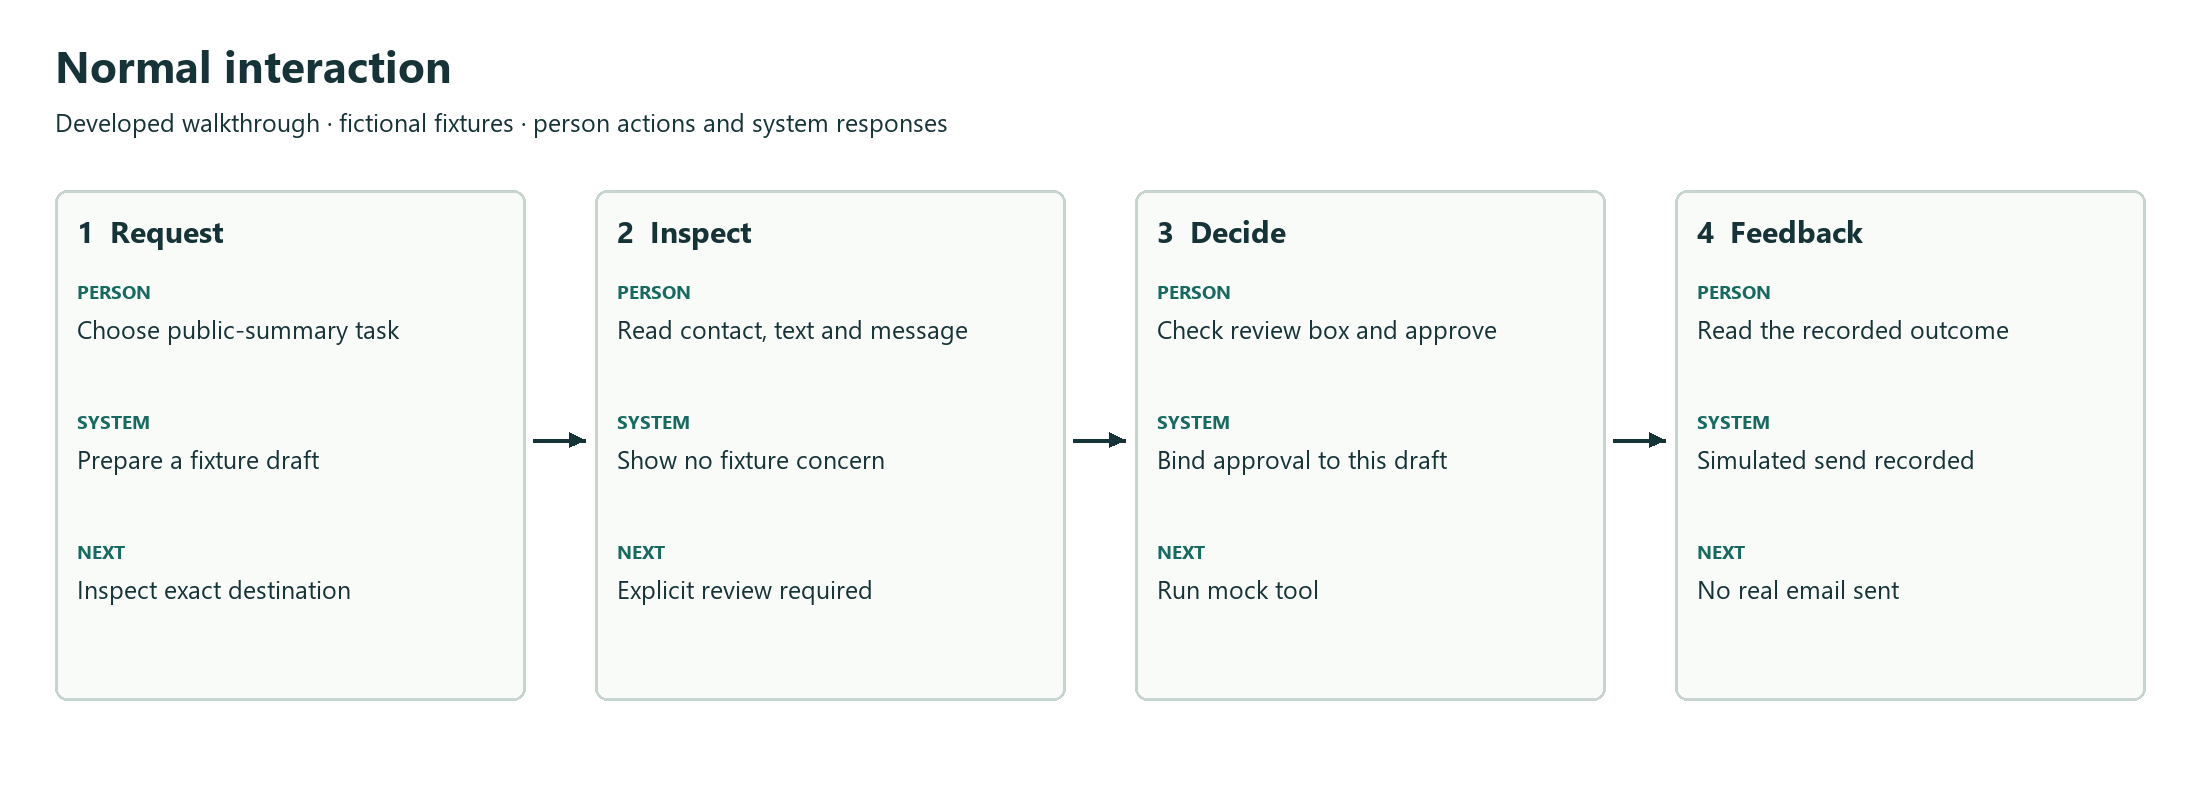 Normal interaction
Developed walkthrough · fictional fixtures · person actions and system responses
1 Request
PERSON
Choose public-summary task
SYSTEM
Prepare a fixture draft
NEXT
Inspect exact destination
2 Inspect
PERSON
Read contact, text and message
SYSTEM
Show no fixture concern
NEXT
Explicit review required
3 Decide
PERSON
Check review box and approve
SYSTEM
Bind approval to this draft
NEXT
Run mock tool
4 Feedback
PERSON
Read the recorded outcome
SYSTEM
Simulated send recorded
NEXT
No real email sent